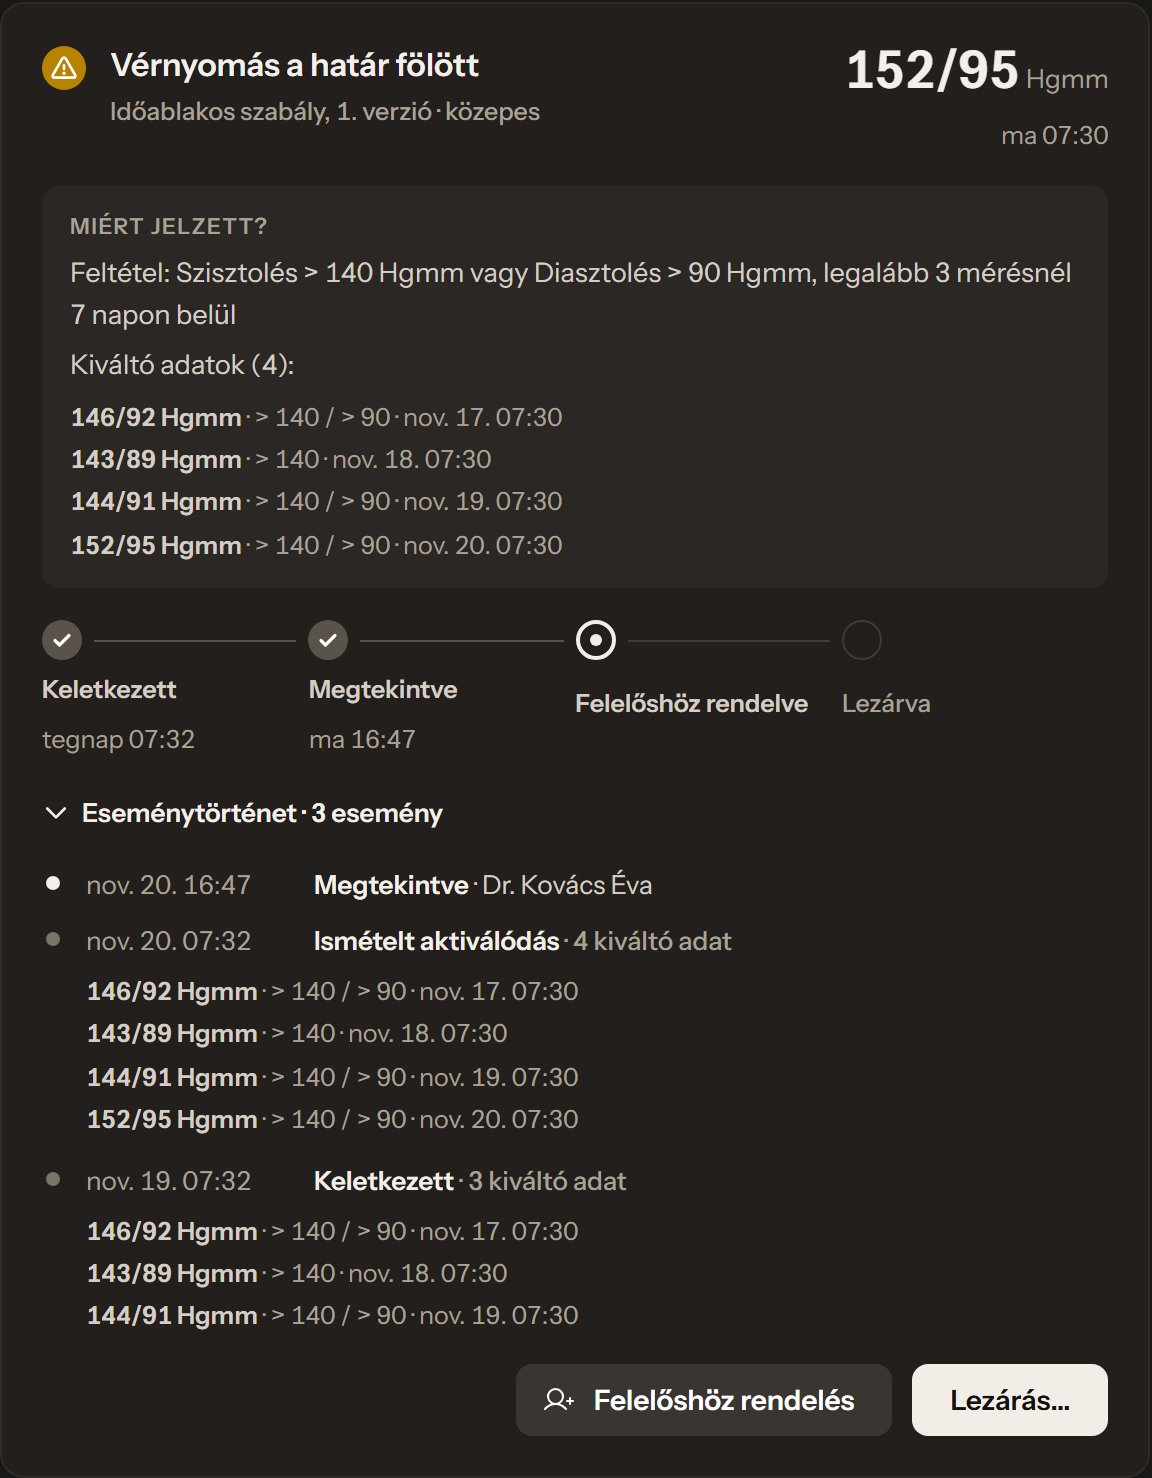 Vérnyomás a határ fölött
Időablakos szabály, 1. verzió · közepes
152/95 Hgmm
ma 07:30
MIÉRT JELZETT?
Feltétel: Szisztolés > 140 Hgmm vagy Diasztolés > 90 Hgmm, legalább 3 mérésnél
7 napon belül
Kiváltó adatok (4):
146/92 Hgmm · > 140 / > 90 · nov. 17. 07:30
143/89 Hgmm · > 140 · nov. 18. 07:30
144/91 Hgmm · > 140 / > 90 · nov. 19. 07:30
152/95 Hgmm · > 140 / > 90 · nov. 20. 07:30
Keletkezett
tegnap 07:32
Megtekintve
ma 16:47
Felelőshöz rendelve
Lezárva
Eseménytörténet · 3 esemény
nov. 20. 16:47 Megtekintve · Dr. Kovács Éva
nov. 20. 07:32 Ismételt aktiválódás · 4 kiváltó adat
146/92 Hgmm · > 140 / > 90 · nov. 17. 07:30
143/89 Hgmm · > 140 · nov. 18. 07:30
144/91 Hgmm · > 140 / > 90 · nov. 19. 07:30
152/95 Hgmm · > 140 / > 90 · nov. 20. 07:30
nov. 19. 07:32 Keletkezett · 3 kiváltó adat
146/92 Hgmm · > 140 / > 90 · nov. 17. 07:30
143/89 Hgmm · > 140 · nov. 18. 07:30
144/91 Hgmm · > 140 / > 90 · nov. 19. 07:30
Felelőshöz rendelés
Lezárás...